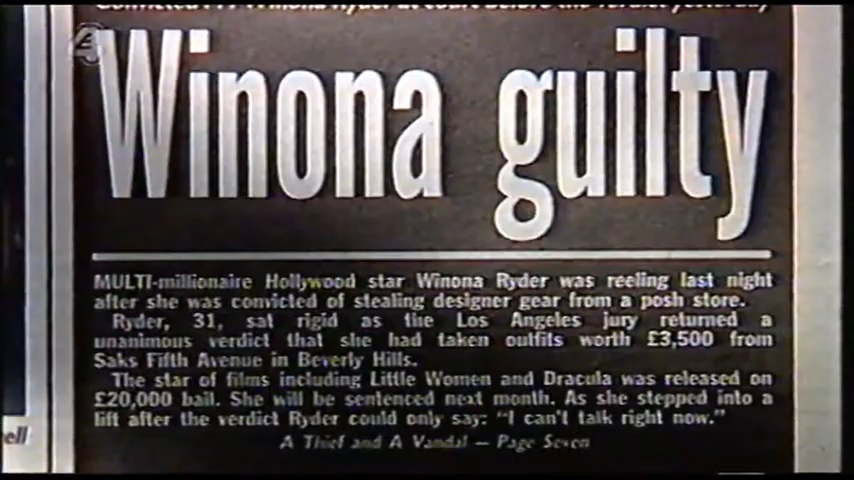 Winona guilty
MULTI-millionaire Hollywood star Winona Ryder was reeling last night
after she was convicted of stealing designer gear from a posh store.
Ryder, 31, sat rigid as the Los Angeles jury returned a
unanimous verdict that she had taken outfits worth £3,500 from
Saks Fifth Avenue in Beverly Hills.
The star of films including Little Women and Dracula was released on
£20,000 bail. She will be sentenced next month. As she stepped into a
lift after the verdict Ryder could only say: “I can't talk right now.”
A Thief and A Vandal — Page Seven